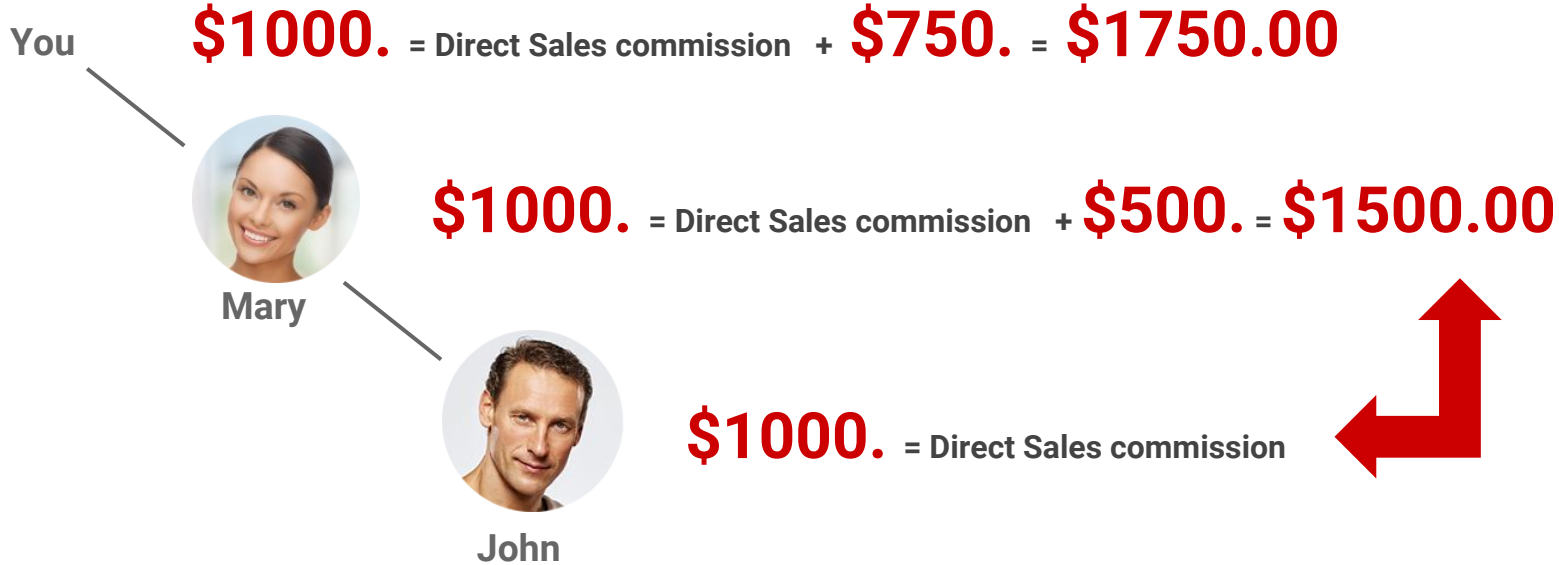 You $1000. = Direct Sales commission + $750. = $1750.00
$1000. = Direct Sales commission + $500. = $1500.00
Mary
$1000. = Direct Sales commission
John